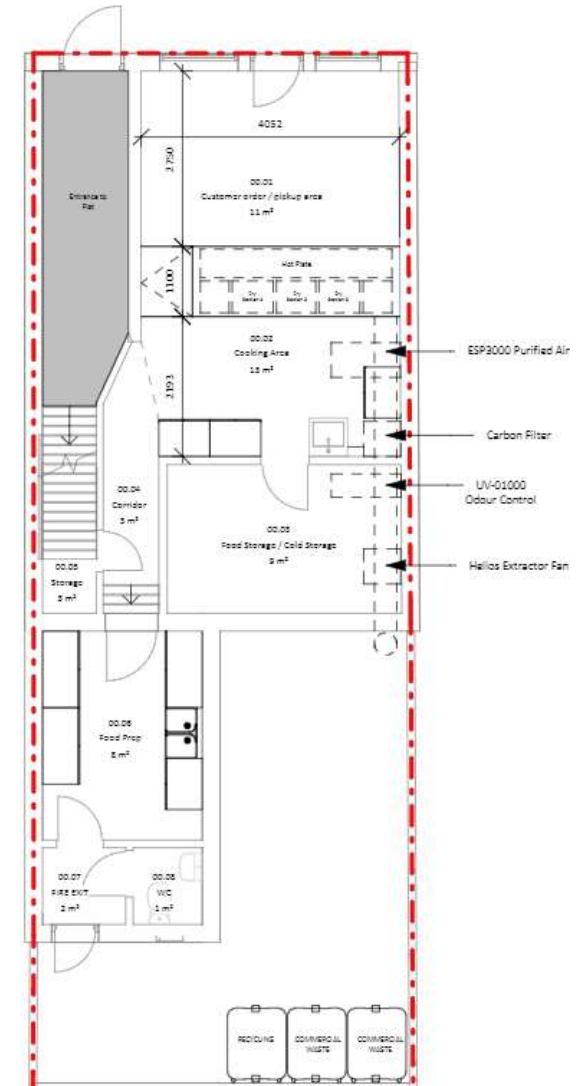 4052
2750
00.01
Customer order / pickup area
11 m²
Entrance to
Flat
1100
Hot Plate
00.02
Cooking Area
13 m²
2193
ESP3000 Purified Air
Carbon Filter
UV-01000
Odour Control
Helios Extractor Fan
00.04
Corridor
3 m²
00.03
Food Storage / Cold Storage
9 m²
00.05
Storage
3 m²
00.06
Food Prep
8 m²
00.07
FIRE EXIT
2 m²
00.08
WC
1 m²
RECYCLING
COMMERCIAL
WASTE
COMMERCIAL
WASTE